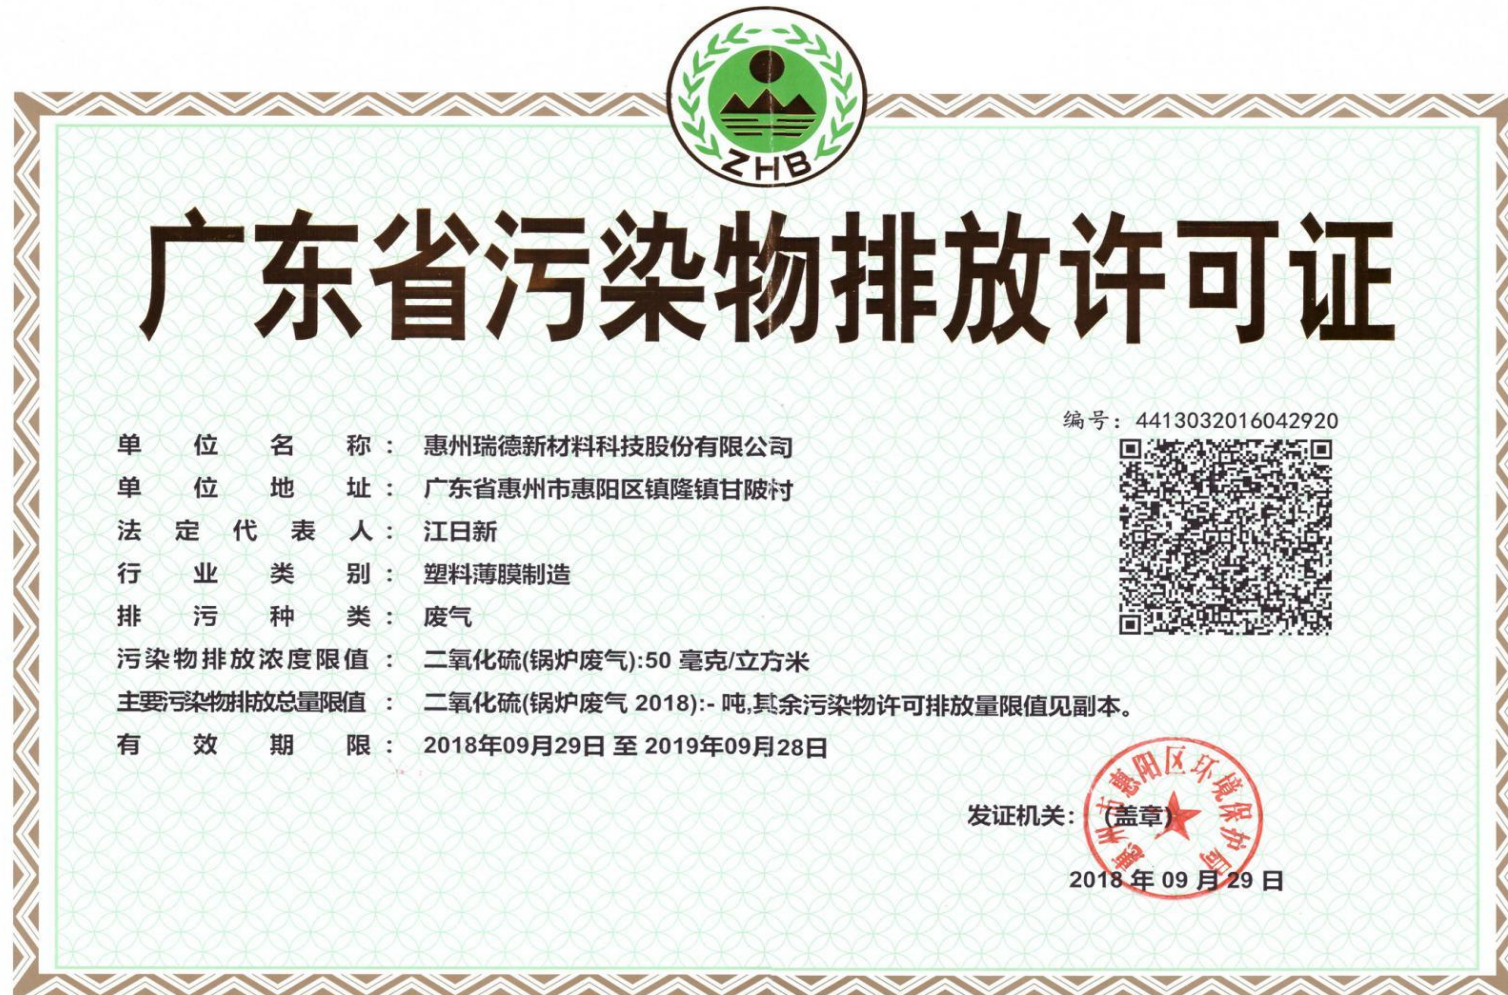 ZHB
广东省污染物排放许可证
编号：4413032016042920
单位名称：惠州瑞德新材料科技股份有限公司
单位地址：广东省惠州市惠阳区镇隆镇甘陂村
法定代表人：江日新
行业类别：塑料薄膜制造
排污种类：废气
污染物排放浓度限值：二氧化硫(锅炉废气):50 毫克/立方米
主要污染物排放总量限值：二氧化硫(锅炉废气 2018):- 吨,其余污染物许可排放量限值见副本。
有效期限：2018年09月29日 至 2019年09月28日
惠州市惠阳区环境保护局
发证机关：(盖章)
2018 年 09 月 29 日